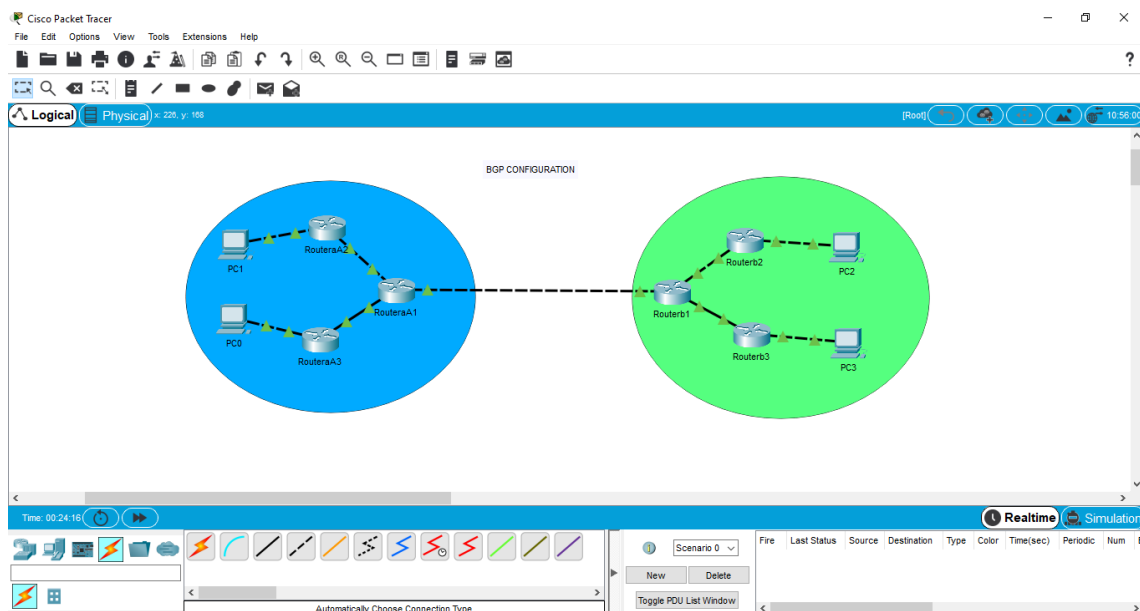 Cisco Packet Tracer
File Edit Options View Tools Extensions Help
?
Logical Physical x: 226, y: 168 [Root] 10:56:00
BGP CONFIGURATION
PC1
RouteraA2
RouteraA1
PC0
RouteraA3
Routerb2
PC2
Routerb1
Routerb3
PC3
Time: 00:24:16 Realtime Simulation
Scenario 0
Fire Last Status Source Destination Type Color Time(sec) Periodic Num
New Delete
Toggle PDU List Window
Automatically Choose Connection Type